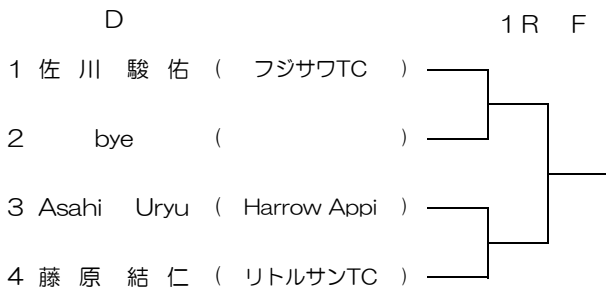 D 1R F
1 佐 川 駿 佑 ( フジサワTC )
2 bye ( )
3 Asahi Uryu ( Harrow Appi )
4 藤 原 結 仁 ( リトルサンTC )